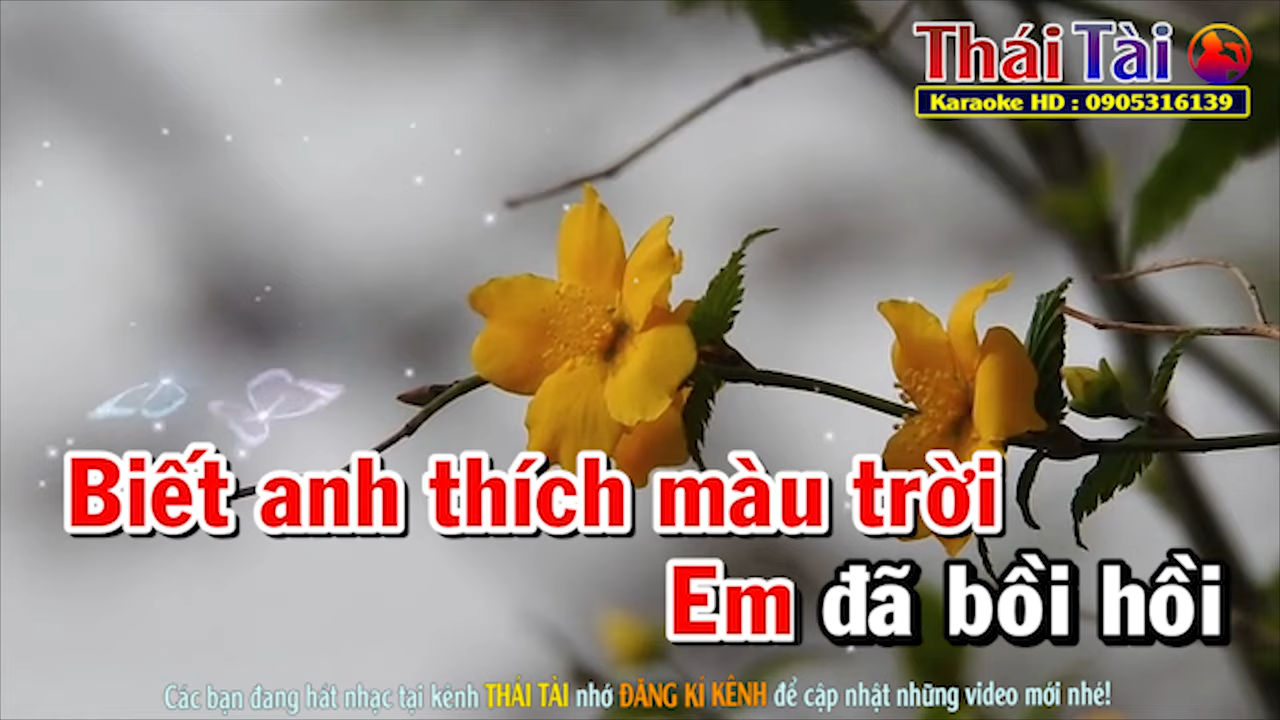 Thái Tài
Karaoke HD : 0905316139
Biết anh thích màu trời
Em đã bồi hồi
Các bạn đang hát nhạc tại kênh THÁI TÀI nhớ ĐĂNG KÍ KÊNH để cập nhật những video mới nhé!